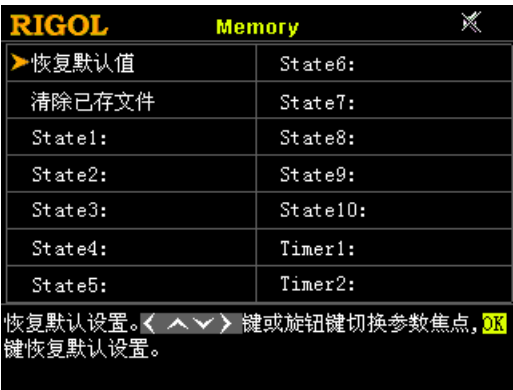 RIGOL Memory
恢复默认值 State6:
清除已存文件 State7:
State1: State8:
State2: State9:
State3: State10:
State4: Timer1:
State5: Timer2:
恢复默认设置。 键或旋钮键切换参数焦点,OK
键恢复默认设置。